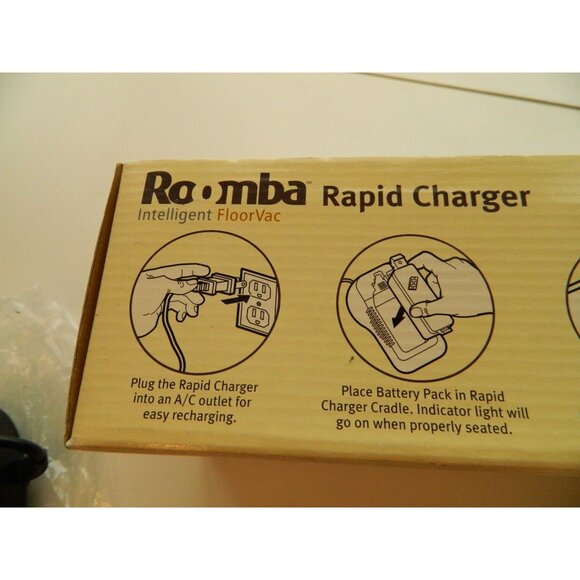 Roomba™ Rapid Charger
Intelligent FloorVac
Plug the Rapid Charger
into an A/C outlet for
easy recharging.
Place Battery Pack in Rapid
Charger Cradle. Indicator light will
go on when properly seated.